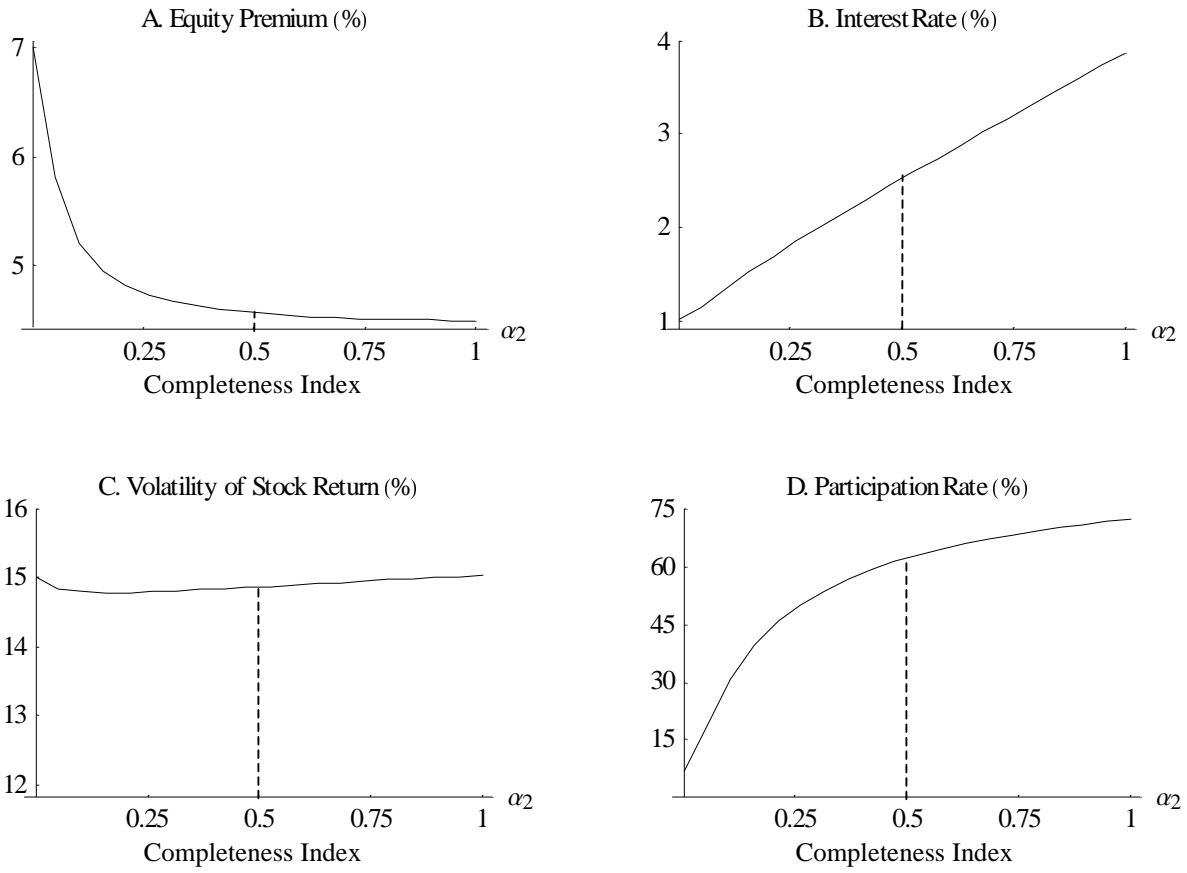 A. Equity Premium (%)
7
6
5
0.25 0.5 0.75 1
α2
Completeness Index
B. Interest Rate (%)
4
3
2
1
0.25 0.5 0.75 1
α2
Completeness Index
C. Volatility of Stock Return (%)
16
15
14
13
12
0.25 0.5 0.75 1
α2
Completeness Index
D. Participation Rate (%)
75
60
45
30
15
0.25 0.5 0.75 1
α2
Completeness Index